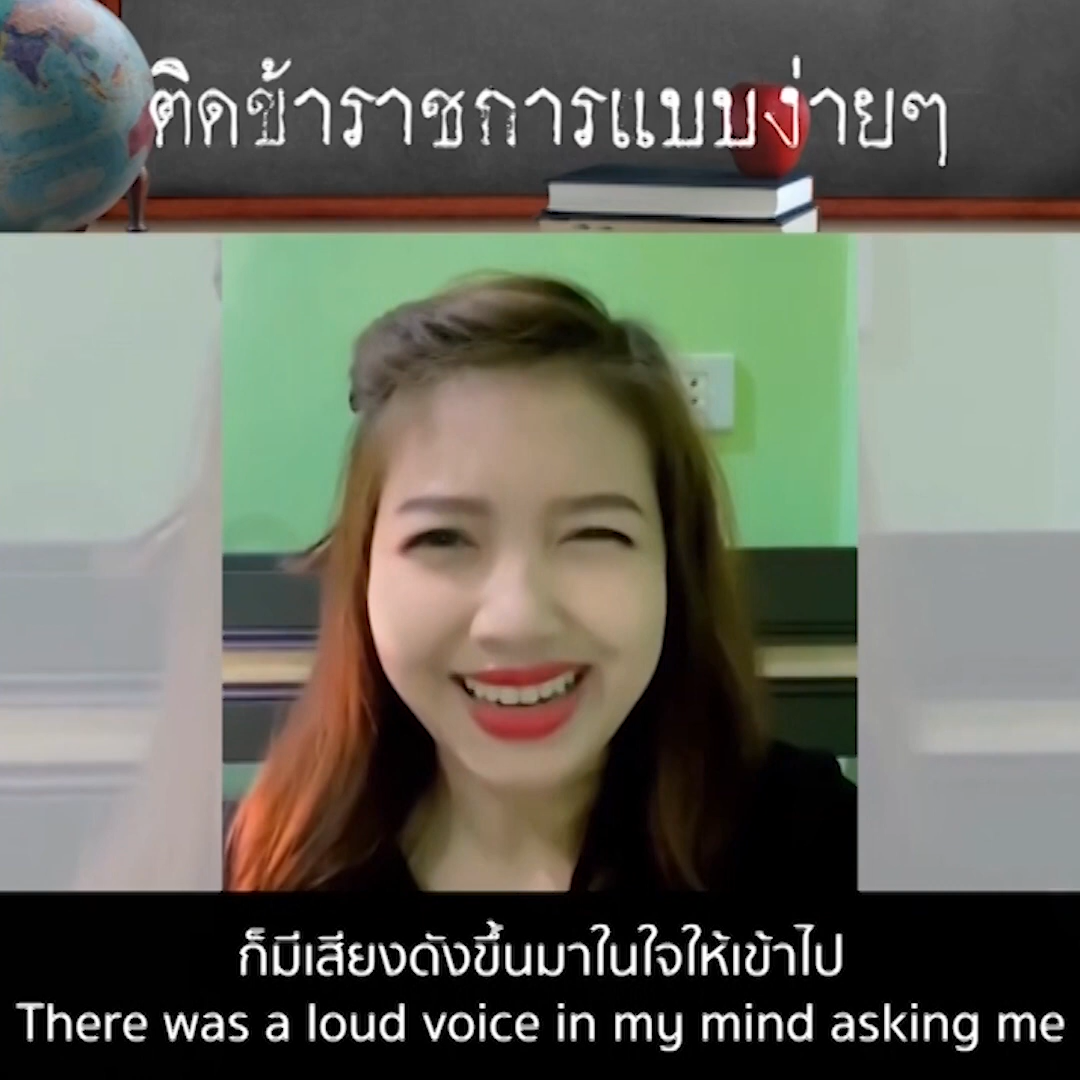 ติดข้าราชการแบบง่ายๆ
ก็มีเสียงดังขึ้นมาในใจให้เข้าไป
There was a loud voice in my mind asking me